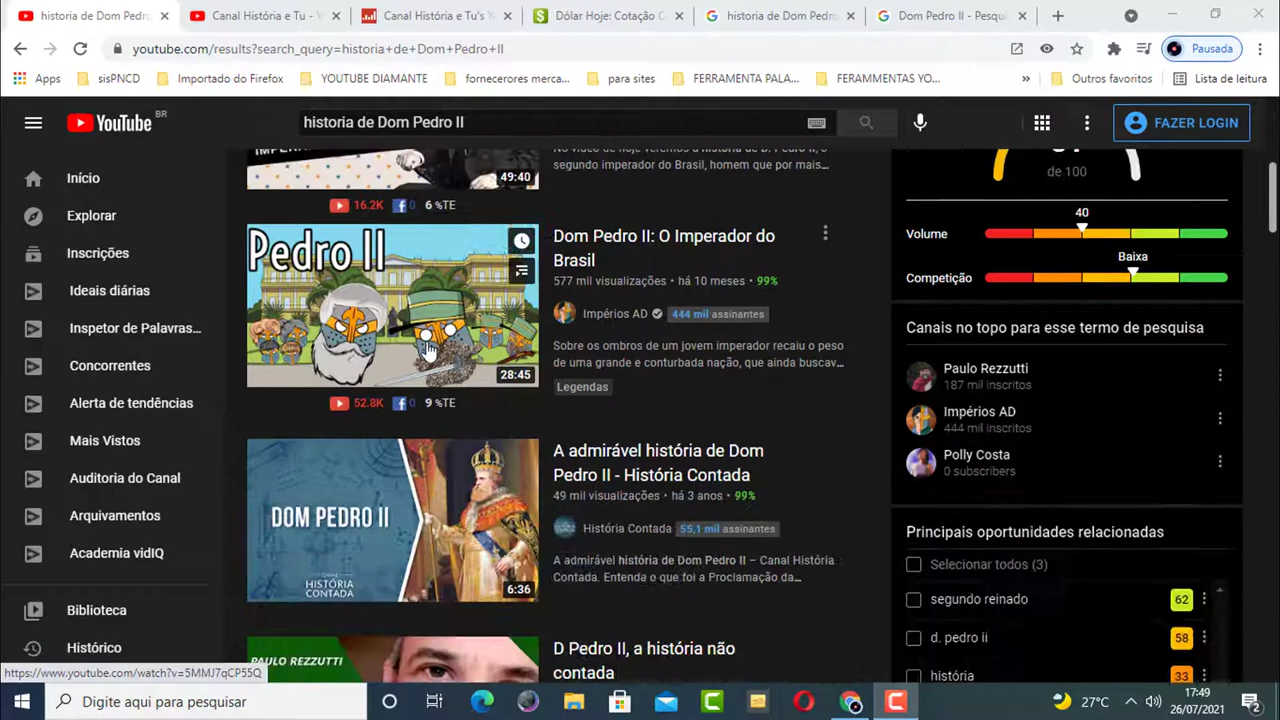 historia de Dom Pedro
Canal História e Tu - Y
Canal História e Tu's Y
Dólar Hoje: Cotação C
historia de Dom Pedro
Dom Pedro II - Pesqui
youtube.com/results?search_query=historia+de+Dom+Pedro+II
Pausada
Apps
sisPNCD
Importado do Firefox
YOUTUBE DIAMANTE
fornecerores merca...
para sites
FERRAMENTA PALA...
FERAMMENTAS YO...
»
Outros favoritos
Lista de leitura
YouTube BR
historia de Dom Pedro II
FAZER LOGIN
Início
Explorar
Inscrições
Ideais diárias
Inspetor de Palavras...
Concorrentes
Alerta de tendências
Mais Vistos
Auditoria do Canal
Arquivamentos
Academia vidIQ
Biblioteca
Histórico
49:40
segundo imperador do Brasil, homem que por mais...
16.2K 0 6 %TE
Pedro II
28:45
Dom Pedro II: O Imperador do
Brasil
577 mil visualizações • há 10 meses • 99%
Impérios AD 444 mil assinantes
Sobre os ombros de um jovem imperador recaiu o peso
de uma grande e conturbada nação, que ainda buscav...
Legendas
52.8K 0 9 %TE
DOM PEDRO II
CANAL
HISTÓRIA
CONTADA
6:36
A admirável história de Dom
Pedro II - História Contada
49 mil visualizações • há 3 anos • 99%
História Contada 55,1 mil assinantes
A admirável história de Dom Pedro II – Canal História
Contada. Entenda o que foi a Proclamação da...
PAULO REZZUTTI
D Pedro II, a história não
contada
de 100
40
Volume
Baixa
Competição
Canais no topo para esse termo de pesquisa
Paulo Rezzutti
187 mil inscritos
Impérios AD
444 mil inscritos
Polly Costa
0 subscribers
Principais oportunidades relacionadas
Selecionar todos (3)
segundo reinado 62
d. pedro ii 58
história 33
https://www.youtube.com/watch?v=5MMJ7qCP55Q
Digite aqui para pesquisar
27°C
17:49
26/07/2021
2